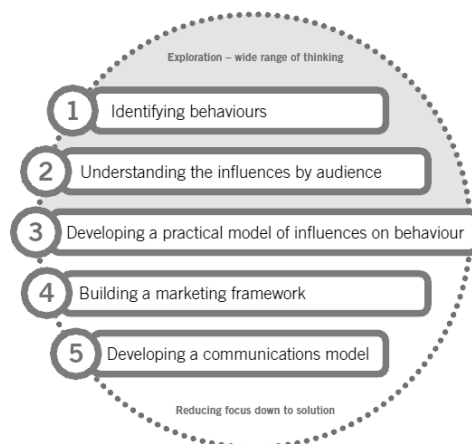 Exploration – wide range of thinking
1 Identifying behaviours
2 Understanding the influences by audience
3 Developing a practical model of influences on behaviour
4 Building a marketing framework
5 Developing a communications model
Reducing focus down to solution